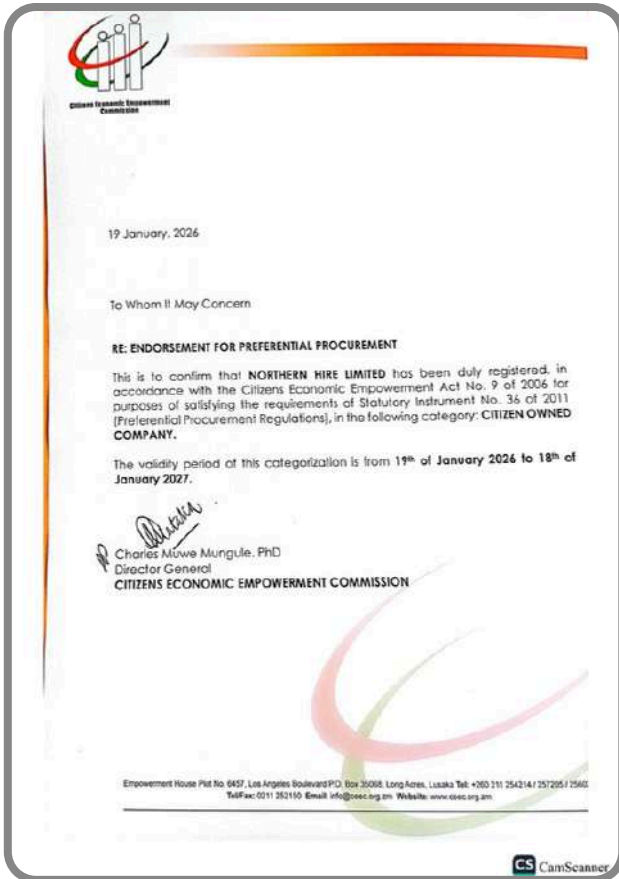 Citizens Economic Empowerment
Commission
19 January, 2026
To Whom It May Concern
RE: ENDORSEMENT FOR PREFERENTIAL PROCUREMENT
This is to confirm that NORTHERN HIRE LIMITED has been duly registered, in
accordance with the Citizens Economic Empowerment Act No. 9 of 2006 for
purposes of satisfying the requirements of Statutory Instrument No. 36 of 2011
(Preferential Procurement Regulations), in the following category: CITIZEN OWNED
COMPANY.
The validity period of this categorization is from 19th of January 2026 to 18th of
January 2027.
Charles Muwe Mungule, PhD
Director General
CITIZENS ECONOMIC EMPOWERMENT COMMISSION
Empowerment House Plot No. 6457, Los Angeles Boulevard P.O. Box 35068, Long Acres, Lusaka Tel: +260 211 254214 / 257205 / 2560
Tel/Fax: 0211 252150 Email: info@ceec.org.zm Website: www.ceec.org.zm
CS CamScanner